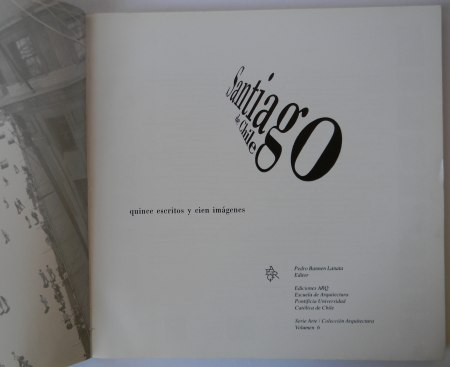 Santiago
de Chile
quince escritos y cien imágenes
Pedro Bannen Lanata
Editor
Ediciones ARQ
Escuela de Arquitectura
Pontificia Universidad
Católica de Chile
Serie Arte / Colección Arquitectura
Volumen 6